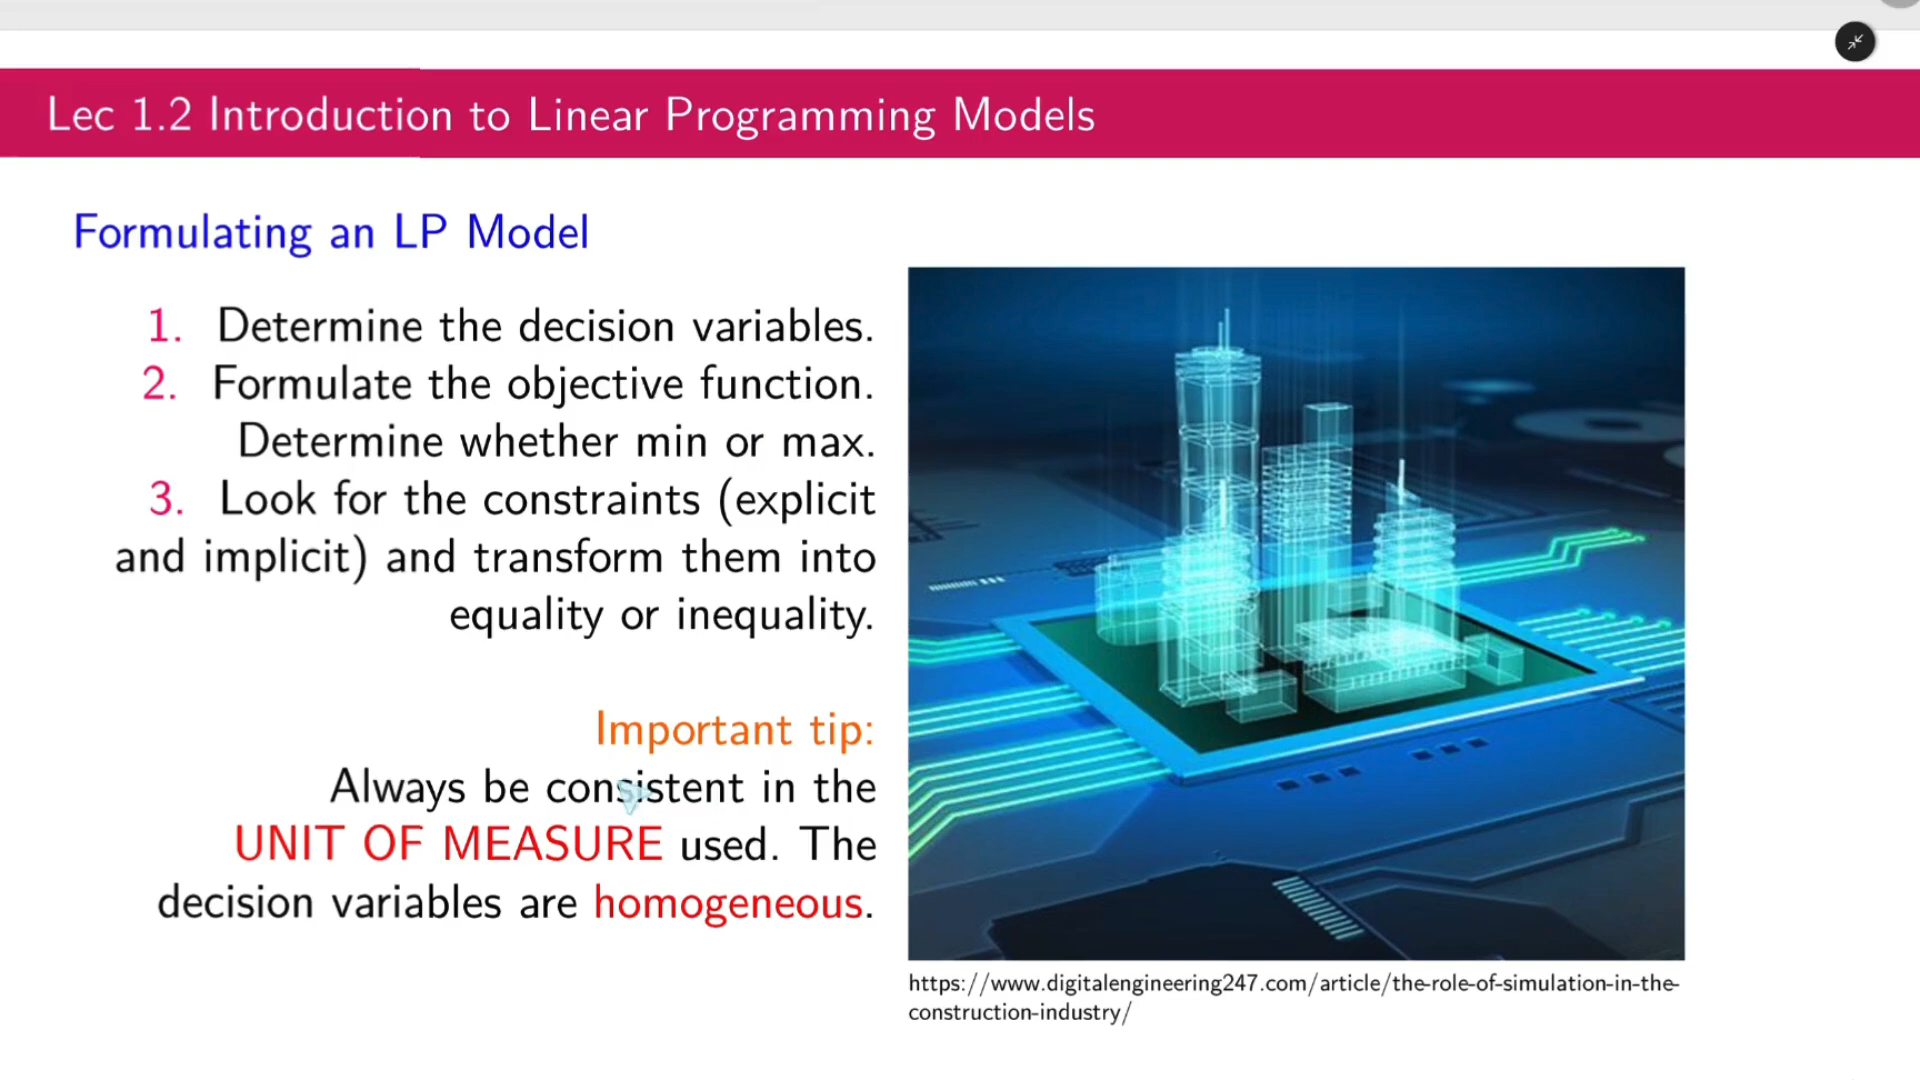 Lec 1.2 Introduction to Linear Programming Models
Formulating an LP Model
1. Determine the decision variables.
2. Formulate the objective function.
Determine whether min or max.
3. Look for the constraints (explicit
and implicit) and transform them into
equality or inequality.
Important tip:
Always be consistent in the
UNIT OF MEASURE used. The
decision variables are homogeneous.
https://www.digitalengineering247.com/article/the-role-of-simulation-in-the-
construction-industry/